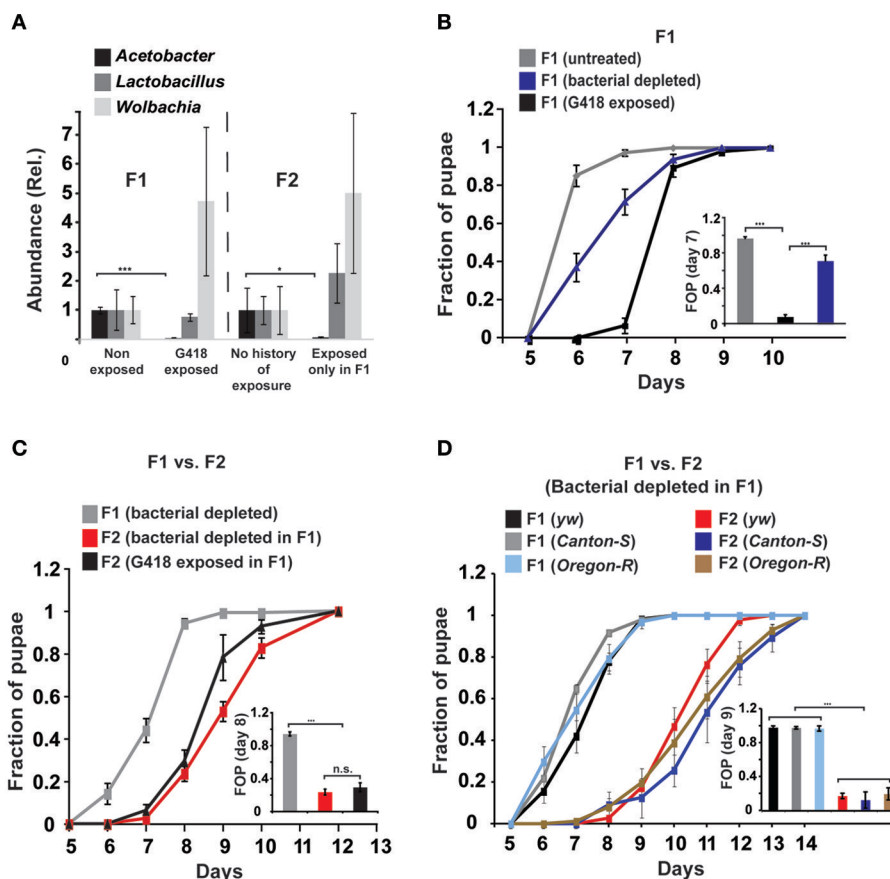 A
Acetobacter
Lactobacillus
Wolbachia
Abundance (Rel.)
7
6
5
4
3
2
1
0
F1
F2
***
*
Non exposed
G418 exposed
No history of exposure
Exposed only in F1
B
F1
F1 (untreated)
F1 (bacterial depleted)
F1 (G418 exposed)
Fraction of pupae
1.2
1
0.8
0.6
0.4
0.2
0
5 6 7 8 9 10
Days
FOP (day 7)
1.2
0.8
0.4
0
***
***
C
F1 vs. F2
F1 (bacterial depleted)
F2 (bacterial depleted in F1)
F2 (G418 exposed in F1)
Fraction of pupae
1.2
1
0.8
0.6
0.4
0.2
0
5 6 7 8 9 10 11 12 13
Days
FOP (day 8)
1.2
0.8
0.4
0
***
n.s.
D
F1 vs. F2
(Bacterial depleted in F1)
F1 (yw)
F2 (yw)
F1 (Canton-S)
F2 (Canton-S)
F1 (Oregon-R)
F2 (Oregon-R)
Fraction of pupae
1.2
1
0.8
0.6
0.4
0.2
0
5 6 7 8 9 10 11 12 13 14
Days
FOP (day 9)
1.2
0.8
0.4
0
***